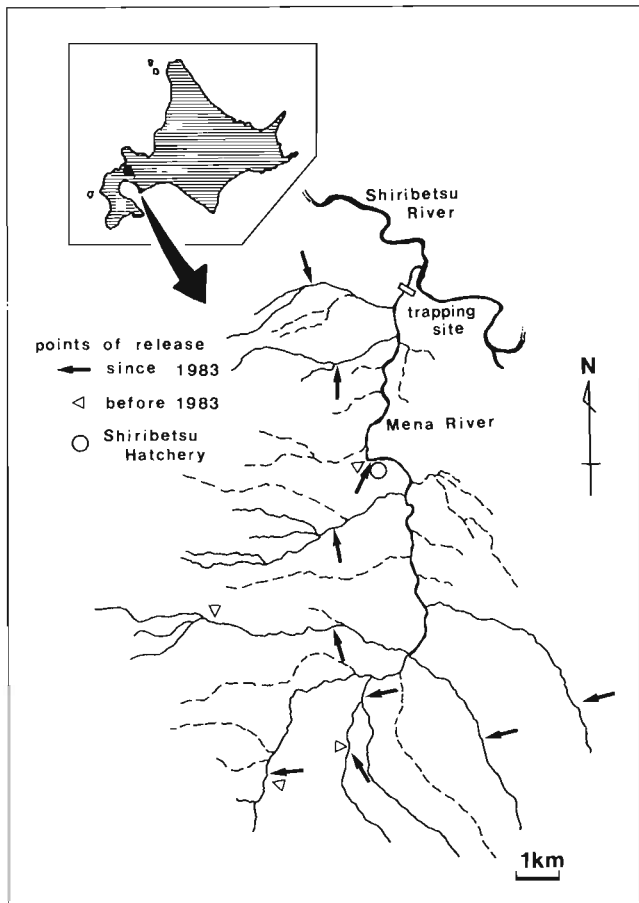 Shiribetsu
River
trapping
site
points of release
since 1983
before 1983
Shiribetsu
Hatchery
Mena River
N
1km